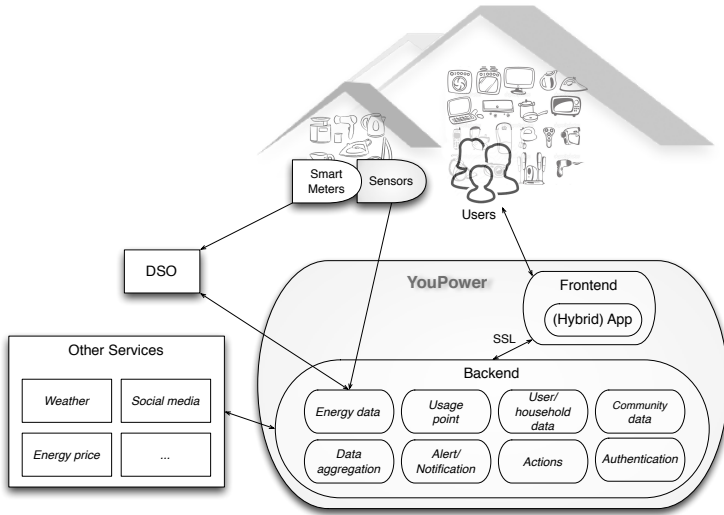 Smart
Meters
Sensors
Users
DSO
YouPower
Frontend
(Hybrid) App
SSL
Other Services
Weather
Social media
Energy price
...
Backend
Energy data
Usage
point
User/
household
data
Community
data
Data
aggregation
Alert/
Notification
Actions
Authentication